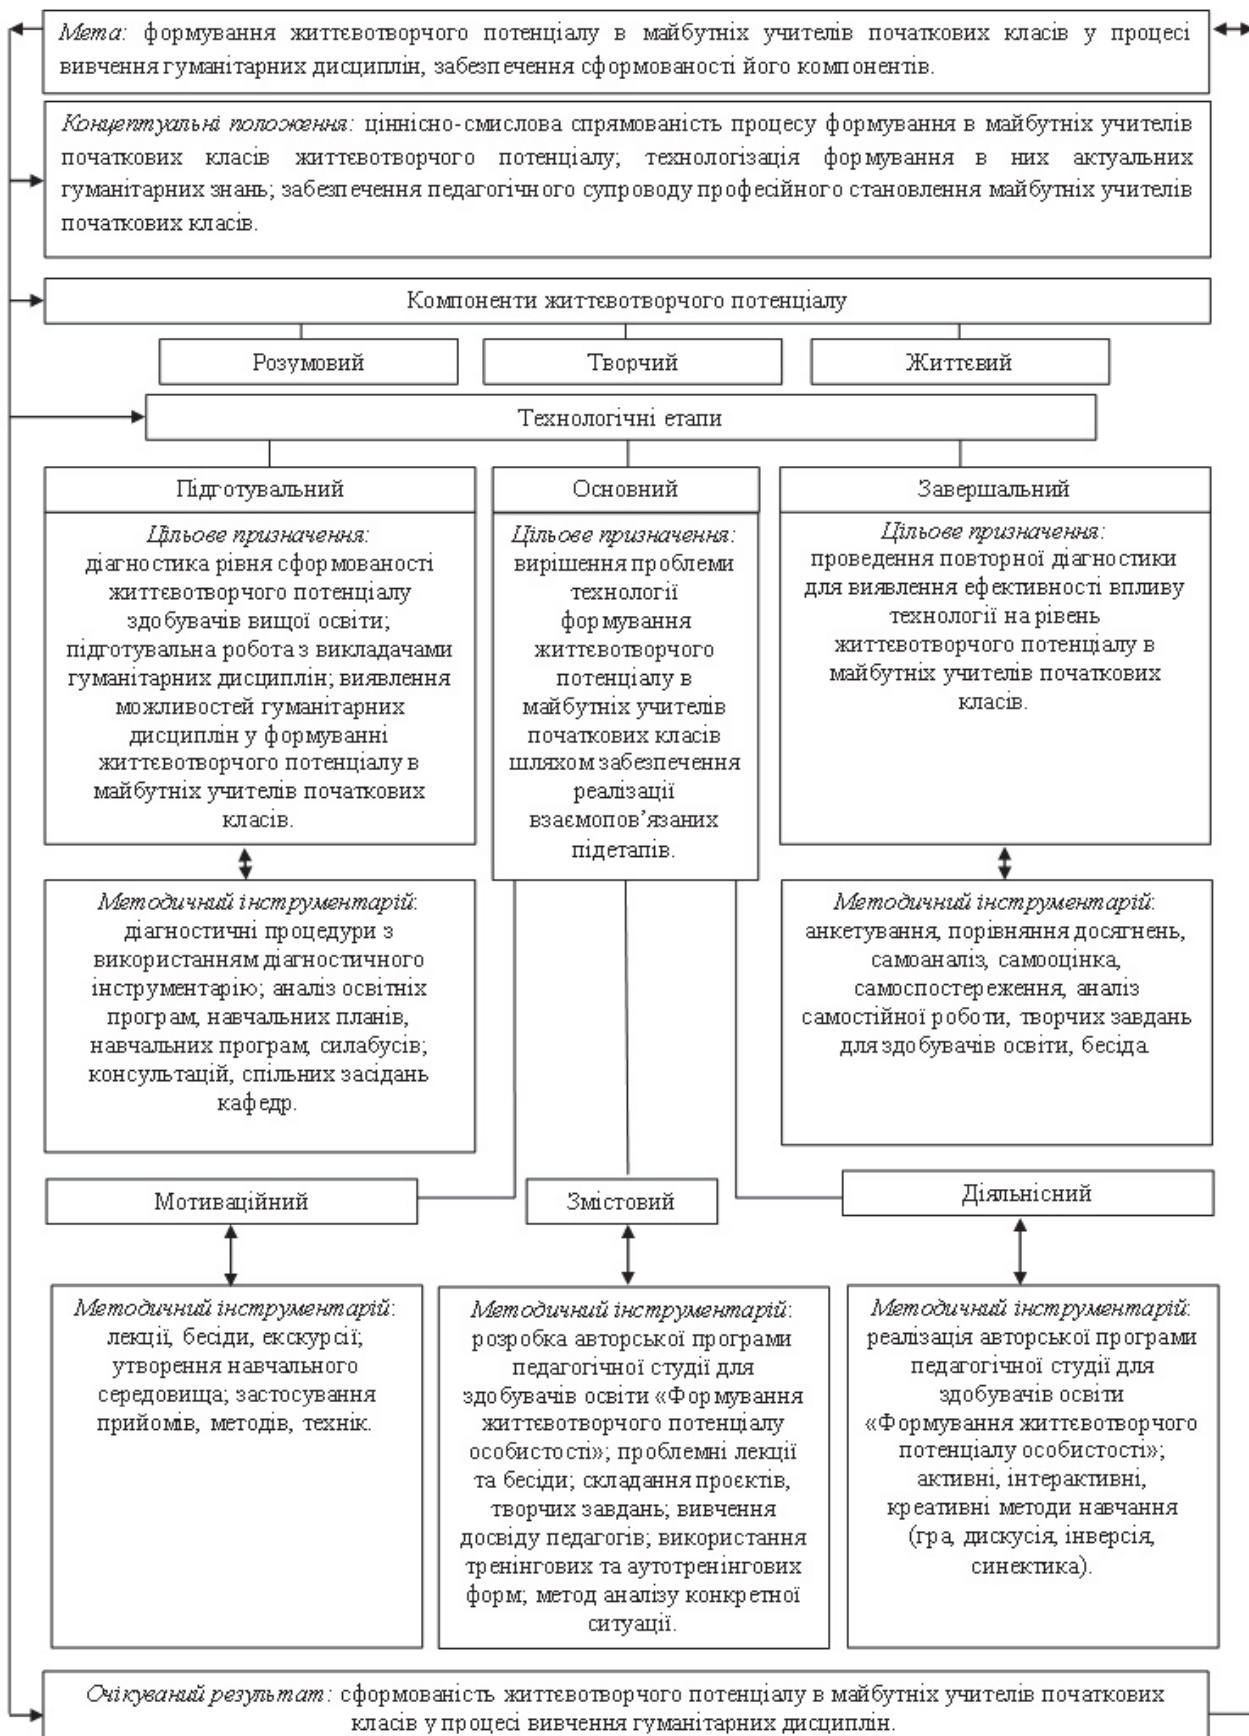 Мета: формування життєвотворчого потенціалу в майбутніх учителів початкових класів у процесі
вивчення гуманітарних дисциплін, забезпечення сформованості його компонентів.
Концептуальні положення: ціннісно-смислова спрямованість процесу формування в майбутніх учителів
початкових класів життєвотворчого потенціалу; технологізація формування в них актуальних
гуманітарних знань; забезпечення педагогічного супроводу професійного становлення майбутніх учителів
початкових класів.
Компоненти життєвотворчого потенціалу
Розумовий
Творчий
Життєвий
Технологічні етапи
Підготувальний
Цільове призначення:
діагностика рівня сформованості
життєвотворчого потенціалу
здобувачів вищої освіти;
підготувальна робота з викладачами
гуманітарних дисциплін; виявлення
можливостей гуманітарних
дисциплін у формуванні
життєвотворчого потенціалу в
майбутніх учителів початкових
класів.
Основний
Цільове призначення:
вирішення проблеми
технології
формування
життєвотворчого
потенціалу в
майбутніх учителів
початкових класів
шляхом забезпечення
реалізації
взаємопов’язаних
підетапів.
Завершальний
Цільове призначення:
проведення повторної діагностики
для виявлення ефективності впливу
технології на рівень
життєвотворчого потенціалу в
майбутніх учителів початкових
класів.
Методичний інструментарій:
діагностичні процедури з
використанням діагностичного
інструментарію; аналіз освітніх
програм, навчальних планів,
навчальних програм, силабусів;
консультацій, спільних засідань
кафедр.
Методичний інструментарій:
анкетування, порівняння досягнень,
самоаналіз, самооцінка,
самоспостереження, аналіз
самостійної роботи, творчих завдань
для здобувачів освіти, бесіда.
Мотиваційний
Змістовий
Діяльнісний
Методичний інструментарій:
лекції, бесіди, екскурсії;
утворення навчального
середовища; застосування
прийомів, методів, технік.
Методичний інструментарій:
розробка авторської програми
педагогічної студії для
здобувачів освіти «Формування
життєвотворчого потенціалу
особистості»; проблемні лекції
та бесіди; складання проєктів,
творчих завдань; вивчення
досвіду педагогів; використання
тренінгових та аутотренінгових
форм; метод аналізу конкретної
ситуації.
Методичний інструментарій:
реалізація авторської програми
педагогічної студії для
здобувачів освіти
«Формування життєвотворчого
потенціалу особистості»;
активні, інтерактивні,
креативні методи навчання
(гра, дискусія, інверсія,
синектика).
Очікуваний результат: сформованість життєвотворчого потенціалу в майбутніх учителів початкових
класів у процесі вивчення гуманітарних дисциплін.